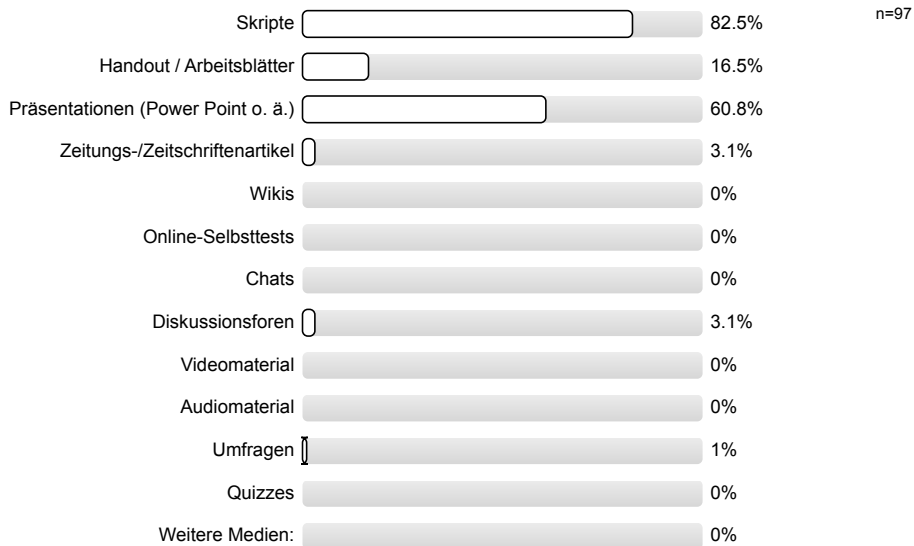 n=97
Skripte 82.5%
Handout / Arbeitsblätter 16.5%
Präsentationen (Power Point o. ä.) 60.8%
Zeitungs-/Zeitschriftenartikel 3.1%
Wikis 0%
Online-Selbsttests 0%
Chats 0%
Diskussionsforen 3.1%
Videomaterial 0%
Audiomaterial 0%
Umfragen 1%
Quizzes 0%
Weitere Medien: 0%